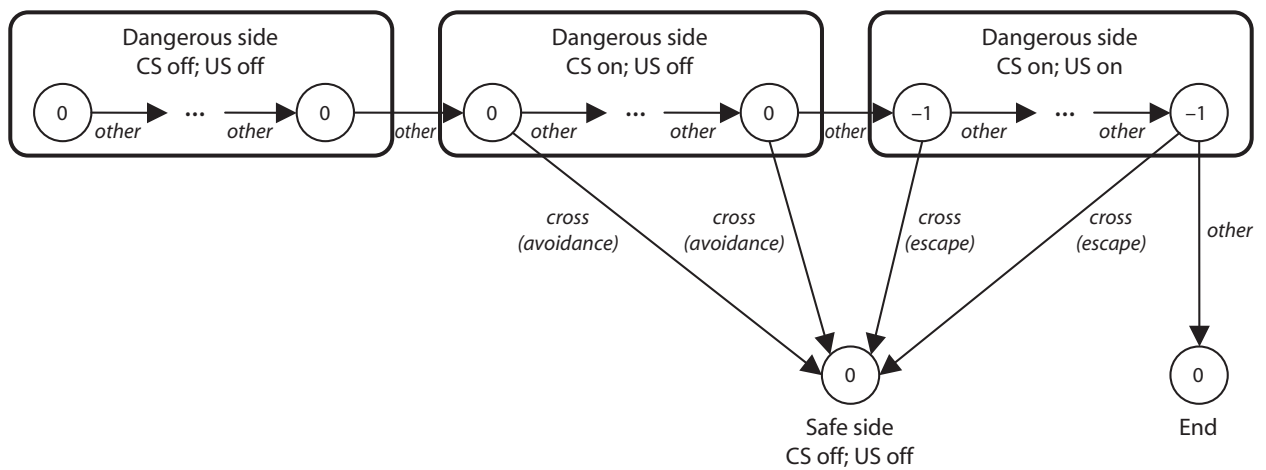 Dangerous side
CS off; US off
0 other ... other 0
other
Dangerous side
CS on; US off
0 other ... other 0
other
Dangerous side
CS on; US on
–1 other ... other –1
cross
(avoidance)
cross
(avoidance)
cross
(escape)
cross
(escape)
other
0
0
Safe side
CS off; US off
End